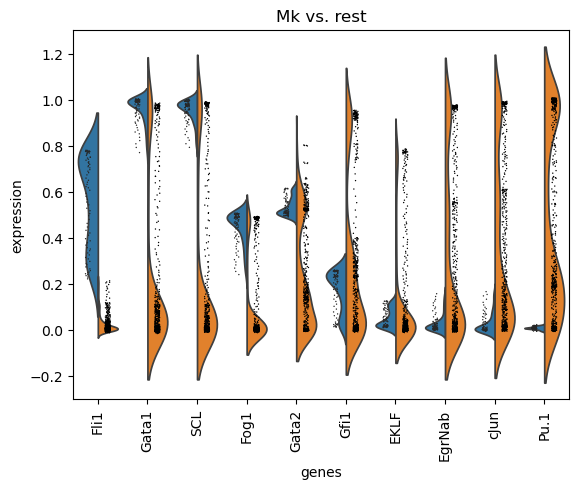 Mk vs. rest
expression
1.2
1.0
0.8
0.6
0.4
0.2
0.0
−0.2
Fli1
Gata1
SCL
Fog1
Gata2
Gfi1
EKLF
EgrNab
cJun
Pu.1
genes